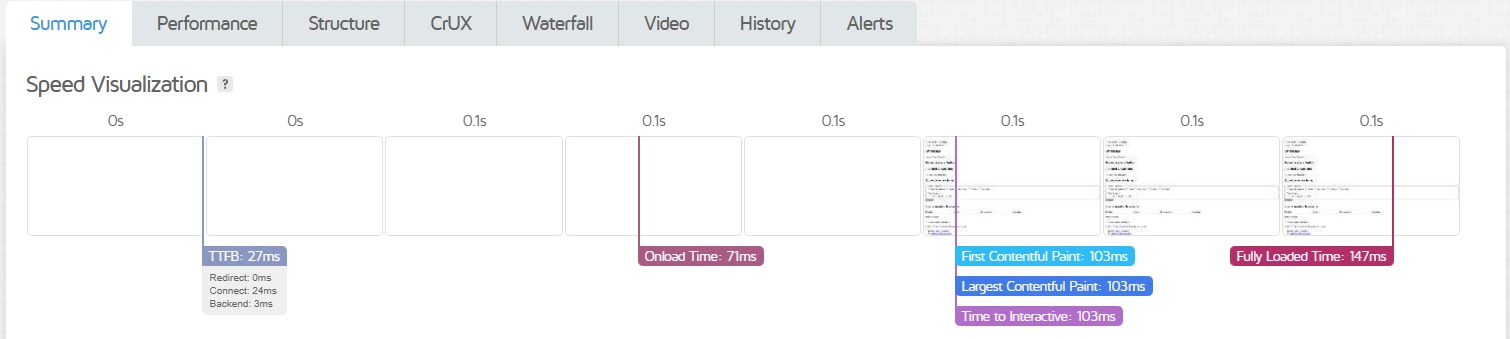 Summary Performance Structure CrUX Waterfall Video History Alerts
Speed Visualization ?
0s 0s 0.1s 0.1s 0.1s 0.1s 0.1s 0.1s
TTFB: 27ms Onload Time: 71ms First Contentful Paint: 103ms Fully Loaded Time: 147ms
Redirect: 0ms
Connect: 24ms Largest Contentful Paint: 103ms
Backend: 3ms
Time to Interactive: 103ms